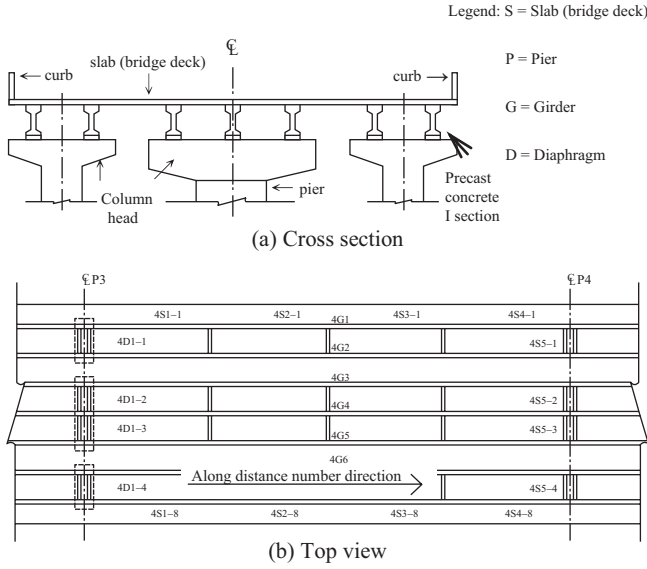 Legend: S = Slab (bridge deck)
℄
slab (bridge deck)
curb
curb
P = Pier
G = Girder
D = Diaphragm
Column
head
pier
Precast
concrete
I section
(a) Cross section
℄ P3
℄ P4
4S1–1 4S2–1 4S3–1 4S4–1
4G1
4D1–1 4G2 4S5–1
4G3
4D1–2 4G4 4S5–2
4D1–3 4G5 4S5–3
4G6
Along distance number direction
4D1–4 4S5–4
4S1–8 4S2–8 4S3–8 4S4–8
(b) Top view